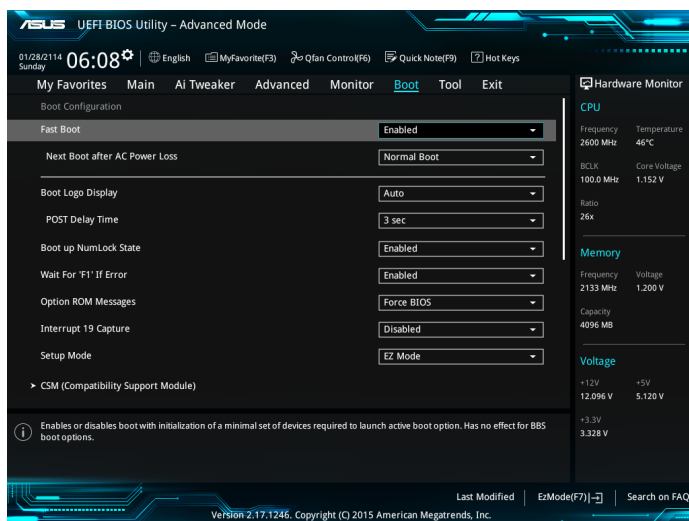 ASUS UEFI BIOS Utility – Advanced Mode
01/28/2114 Sunday 06:08 English MyFavorite(F3) Qfan Control(F6) Quick Note(F9) ? Hot Keys
My Favorites Main Ai Tweaker Advanced Monitor Boot Tool Exit
Boot Configuration
Fast Boot Enabled
Next Boot after AC Power Loss Normal Boot
Boot Logo Display Auto
POST Delay Time 3 sec
Boot up NumLock State Enabled
Wait For 'F1' If Error Enabled
Option ROM Messages Force BIOS
Interrupt 19 Capture Disabled
Setup Mode EZ Mode
CSM (Compatibility Support Module)
Enables or disables boot with initialization of a minimal set of devices required to launch active boot option. Has no effect for BBS
boot options.
Hardware Monitor
CPU
Frequency Temperature
2600 MHz 46°C
BCLK Core Voltage
100.0 MHz 1.152 V
Ratio
26x
Memory
Frequency Voltage
2133 MHz 1.200 V
Capacity
4096 MB
Voltage
+12V +5V
12.096 V 5.120 V
+3.3V
3.328 V
Last Modified EzMode(F7) Search on FAQ
Version 2.17.1246. Copyright (C) 2015 American Megatrends, Inc.